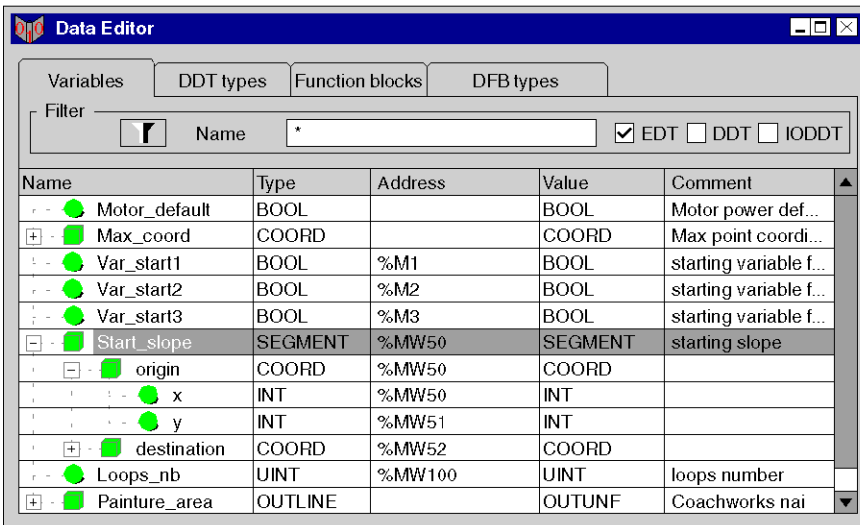 Data Editor
Variables DDT types Function blocks DFB types
Filter
Name * EDT DDT IODDT
Name Type Address Value Comment
Motor_default BOOL BOOL Motor power def...
Max_coord COORD COORD Max point coordi...
Var_start1 BOOL %M1 BOOL starting variable f...
Var_start2 BOOL %M2 BOOL starting variable f...
Var_start3 BOOL %M3 BOOL starting variable f...
Start_slope SEGMENT %MW50 SEGMENT starting slope
origin COORD %MW50 COORD
x INT %MW50 INT
y INT %MW51 INT
destination COORD %MW52 COORD
Loops_nb UINT %MW100 UINT loops number
Painture_area OUTLINE OUTUNF Coachworks nai